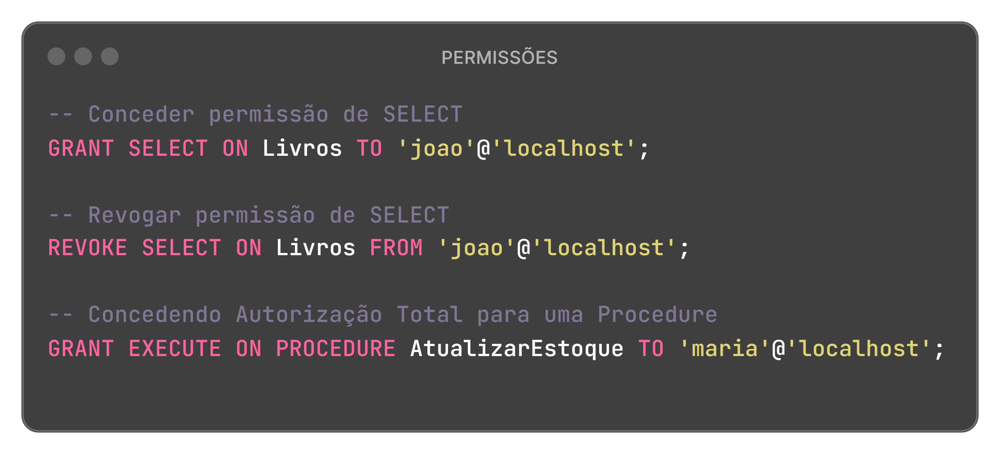 PERMISSÕES
-- Conceder permissão de SELECT
GRANT SELECT ON Livros TO 'joao'@'localhost';
-- Revogar permissão de SELECT
REVOKE SELECT ON Livros FROM 'joao'@'localhost';
-- Concedendo Autorização Total para uma Procedure
GRANT EXECUTE ON PROCEDURE AtualizarEstoque TO 'maria'@'localhost';